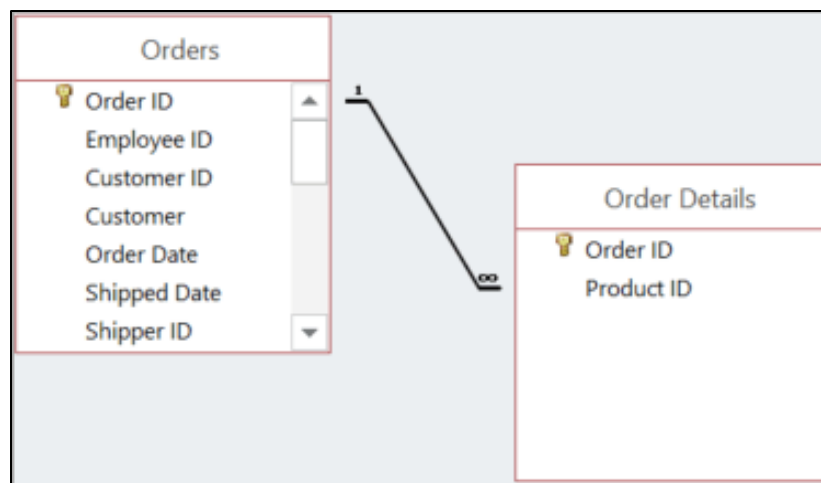 Orders
Order ID
Employee ID
Customer ID
Customer
Order Date
Shipped Date
Shipper ID
1
∞
Order Details
Order ID
Product ID